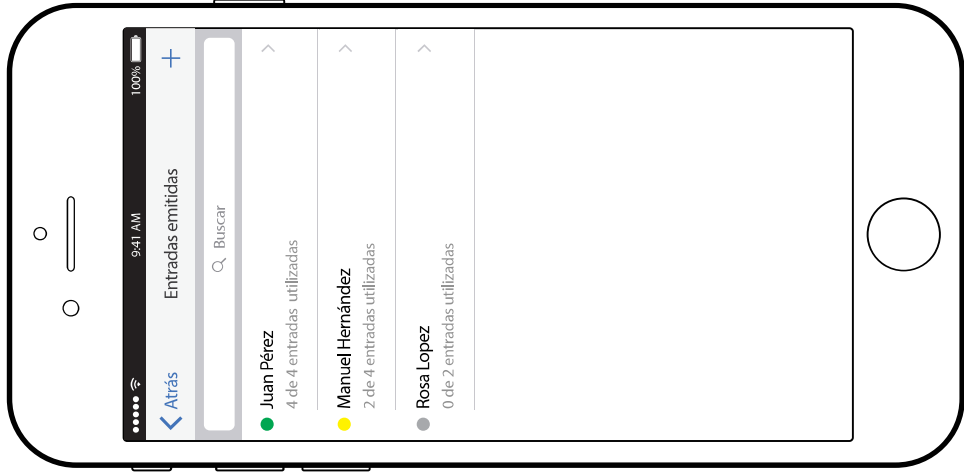 9:41 AM
100%
Atrás
Entradas emitidas
Buscar
Juan Pérez
4 de 4 entradas utilizadas
Manuel Hernández
2 de 4 entradas utilizadas
Rosa Lopez
0 de 2 entradas utilizadas